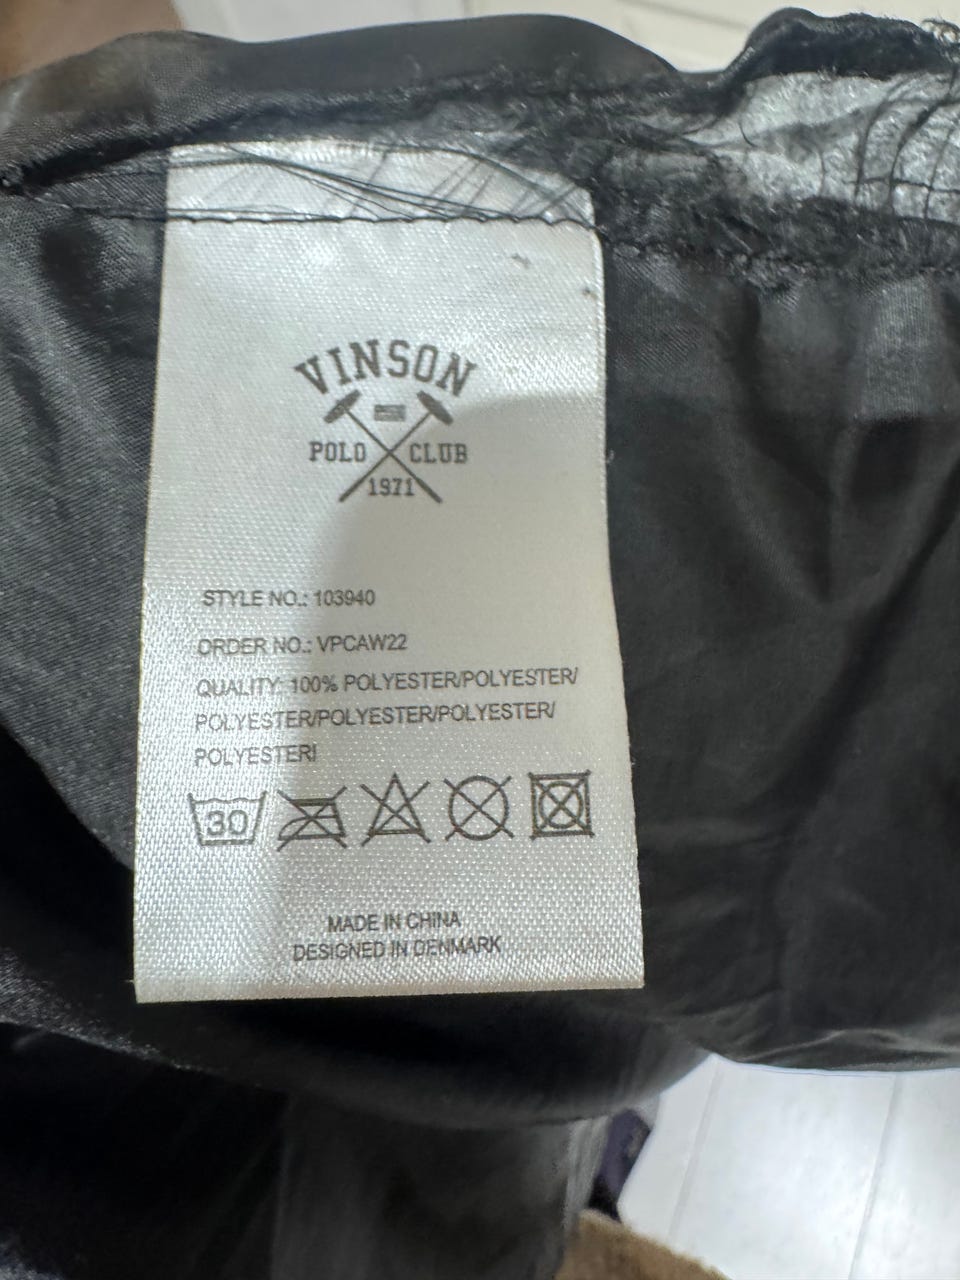 VINSON
POLO CLUB
1971
STYLE NO.: 103940
ORDER NO.: VPCAW22
QUALITY: 100% POLYESTER/POLYESTER/
POLYESTER/POLYESTER/POLYESTER/
POLYESTER|
30
MADE IN CHINA
DESIGNED IN DENMARK